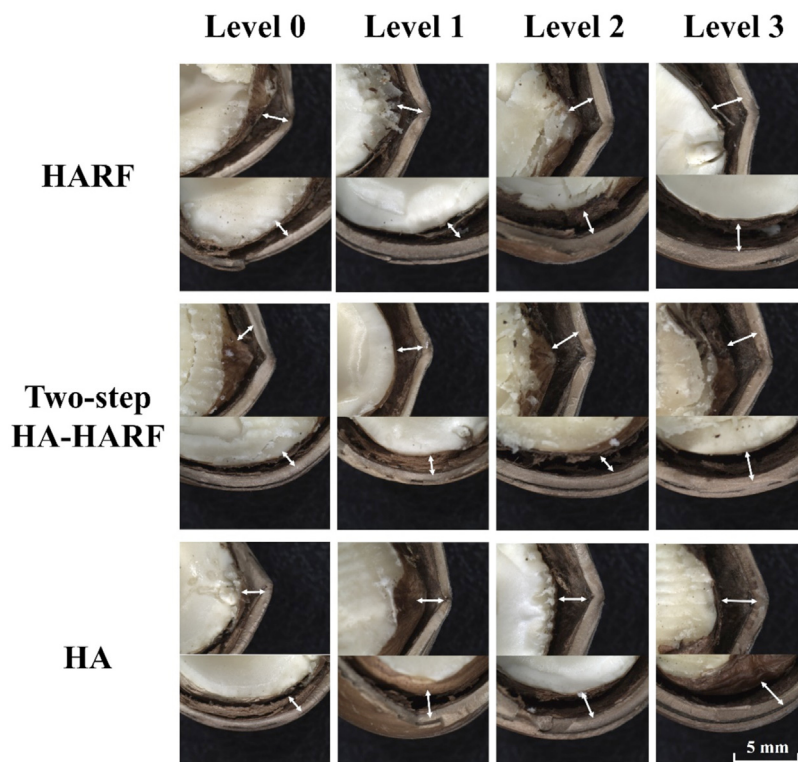 Level 0 Level 1 Level 2 Level 3
HARF
Two-step
HA-HARF
HA
5 mm